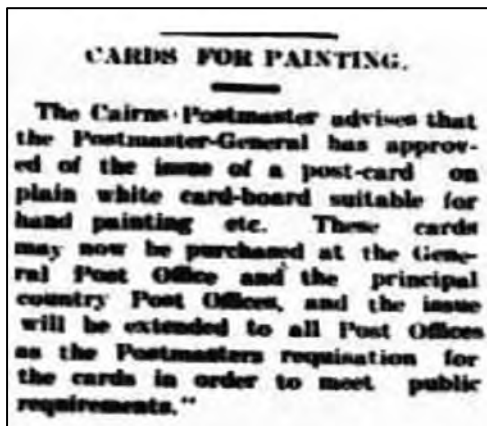 CARDS FOR PAINTING.
The Cairns Postmaster advises that
the Postmaster-General has approv-
ed of the issue of a post-card on
plain white card-board suitable for
hand painting etc. These cards
may now be purchased at the Gene-
ral Post Office and the principal
country Post Offices, and the issue
will be extended to all Post Offices
as the Postmasters requisation for
the cards in order to meet public
requirements."